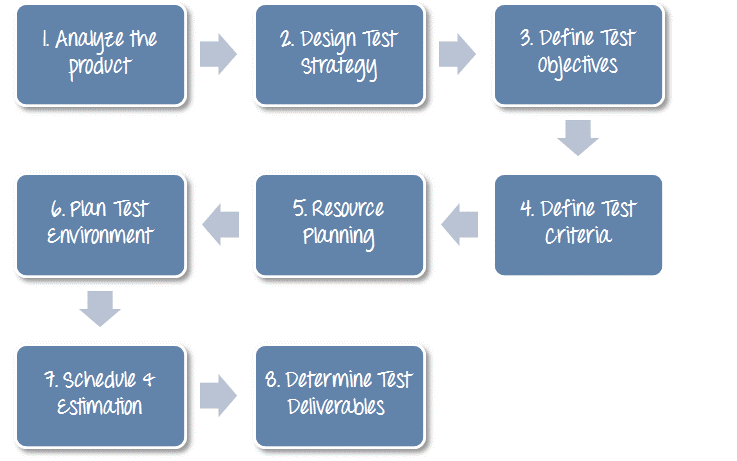 1. Analyze the
product
2. Design Test
Strategy
3. Define Test
Objectives
4. Define Test
Criteria
5. Resource
Planning
6. Plan Test
Environment
7. Schedule &
Estimation
8. Determine Test
Deliverables